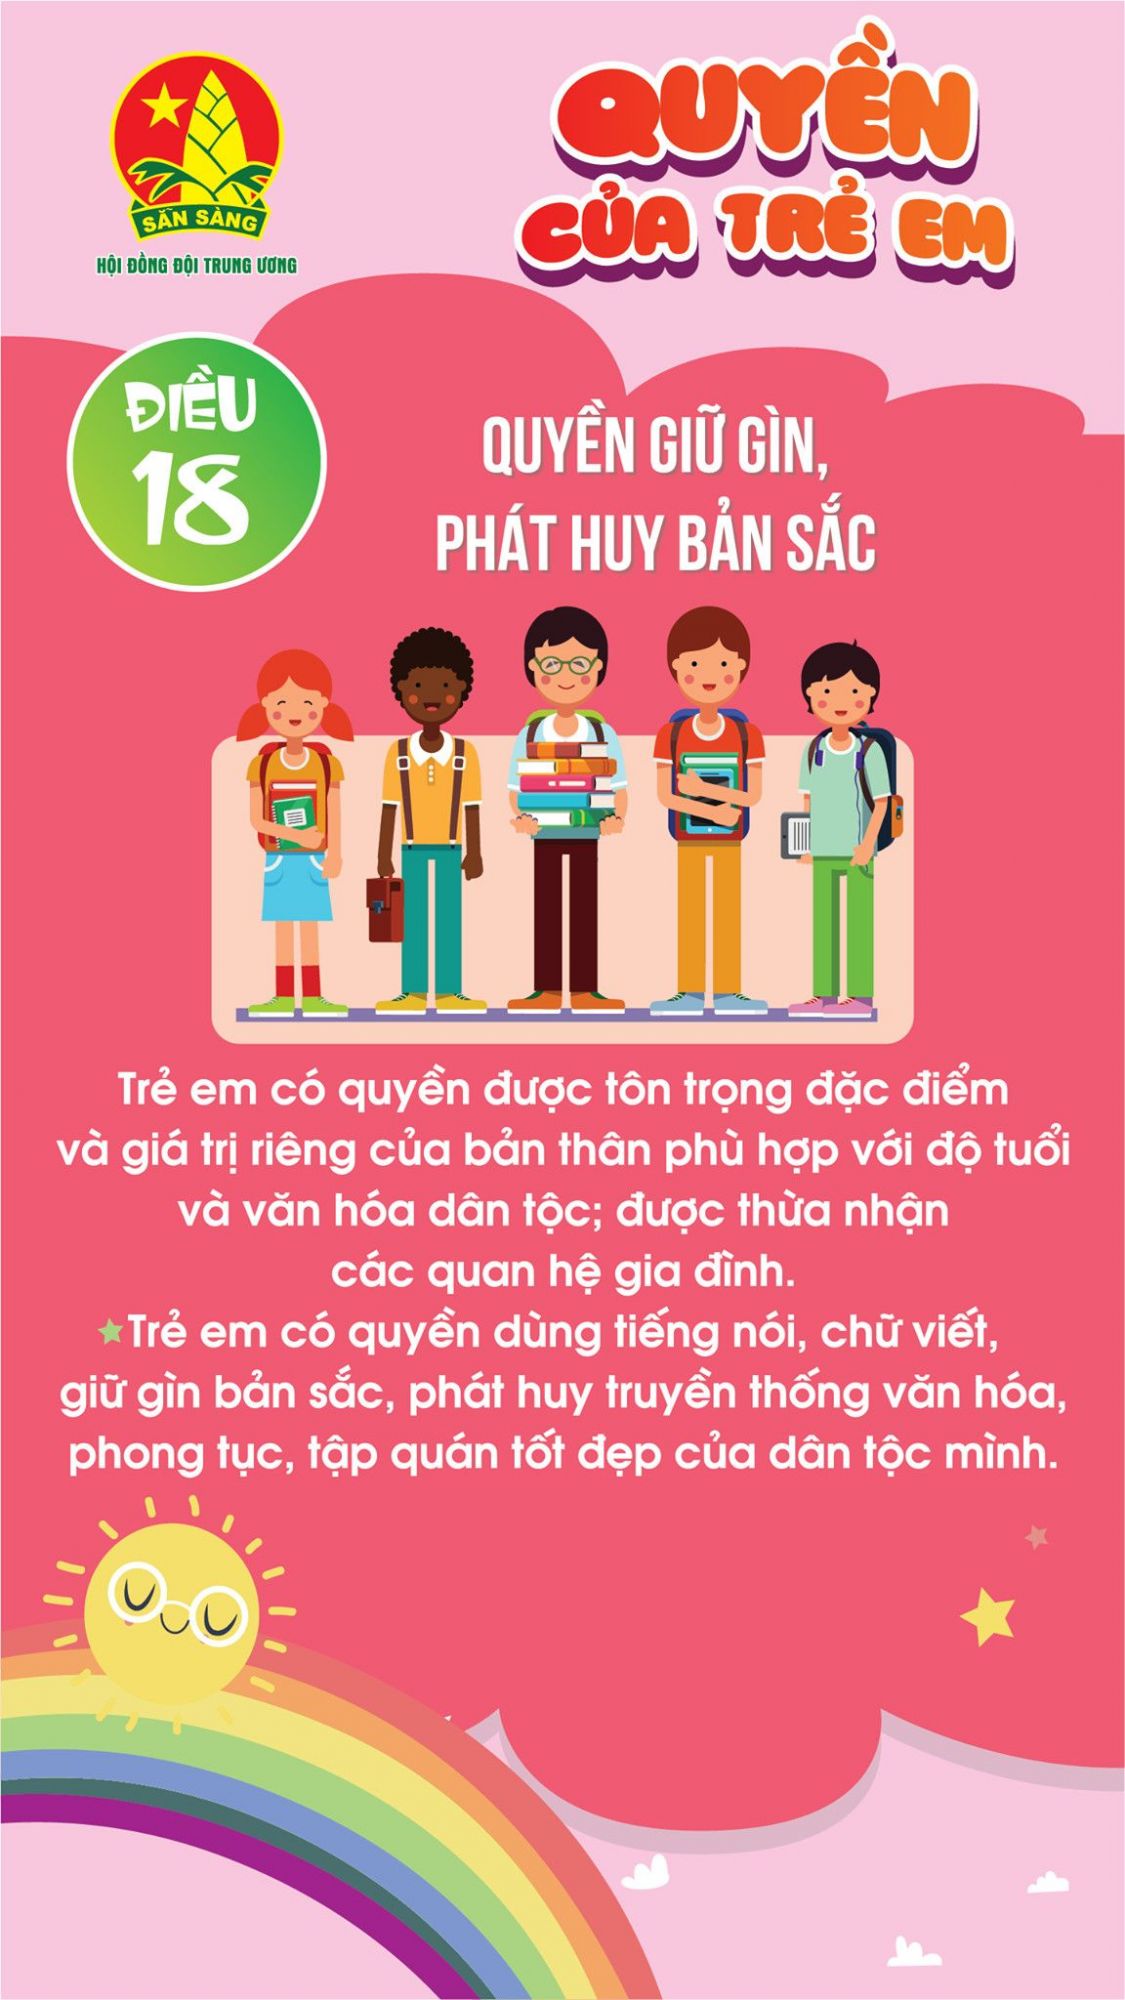 SẴN SÀNG
HỘI ĐỒNG ĐỘI TRUNG ƯƠNG
QUYỀN
CỦA TRẺ EM
ĐIỀU
18
QUYỀN GIỮ GÌN,
PHÁT HUY BẢN SẮC
Trẻ em có quyền được tôn trọng đặc điểm
và giá trị riêng của bản thân phù hợp với độ tuổi
và văn hóa dân tộc; được thừa nhận
các quan hệ gia đình.
Trẻ em có quyền dùng tiếng nói, chữ viết,
giữ gìn bản sắc, phát huy truyền thống văn hóa,
phong tục, tập quán tốt đẹp của dân tộc mình.